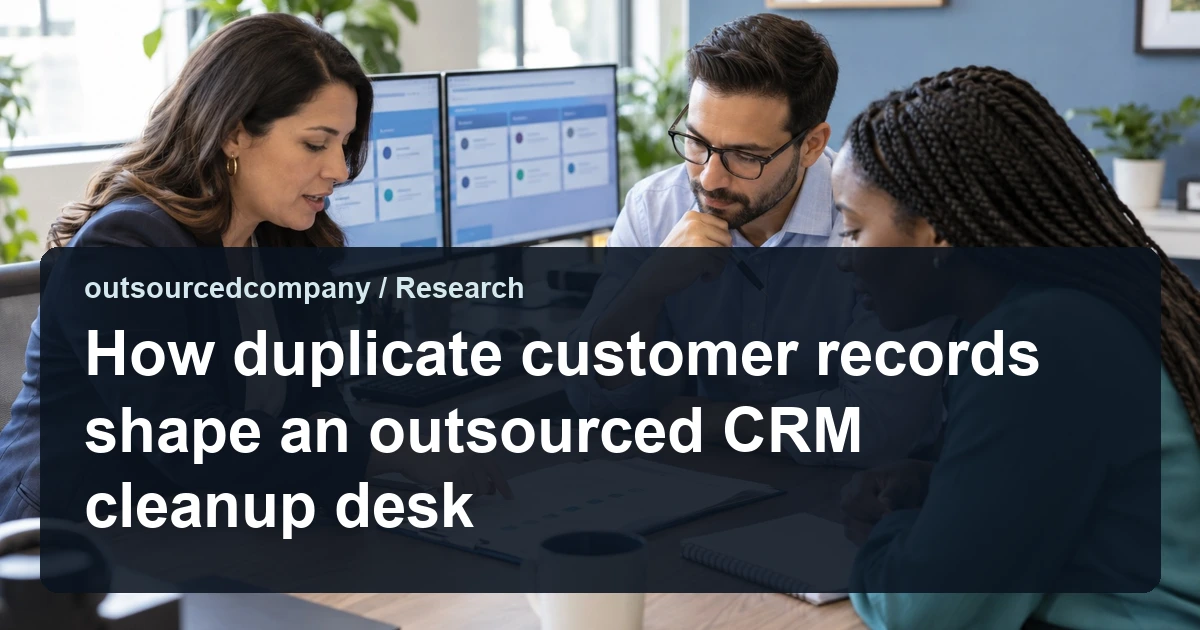 outsourcedcompany / Research
How duplicate customer records
shape an outsourced CRM
cleanup desk